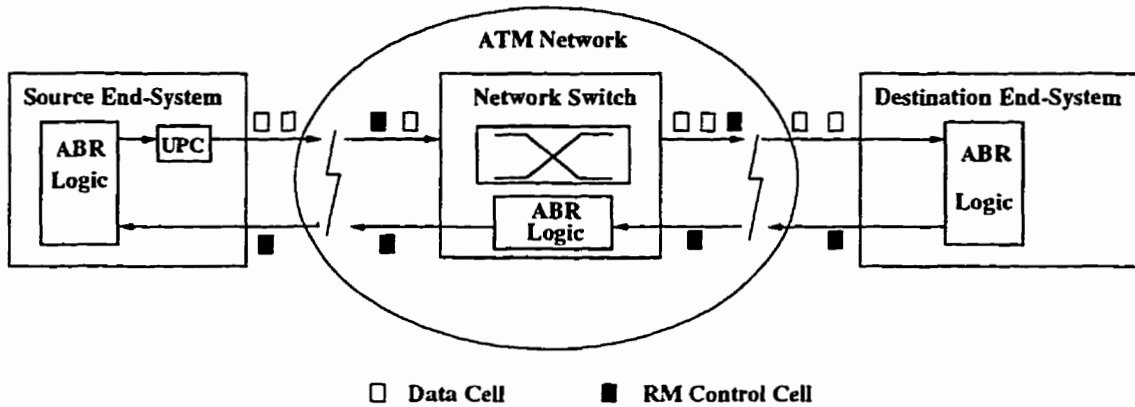 ATM Network
Source End-System
Network Switch
Destination End-System
UPC
ABR
Logic
ABR
Logic
ABR
Logic
Data Cell
RM Control Cell